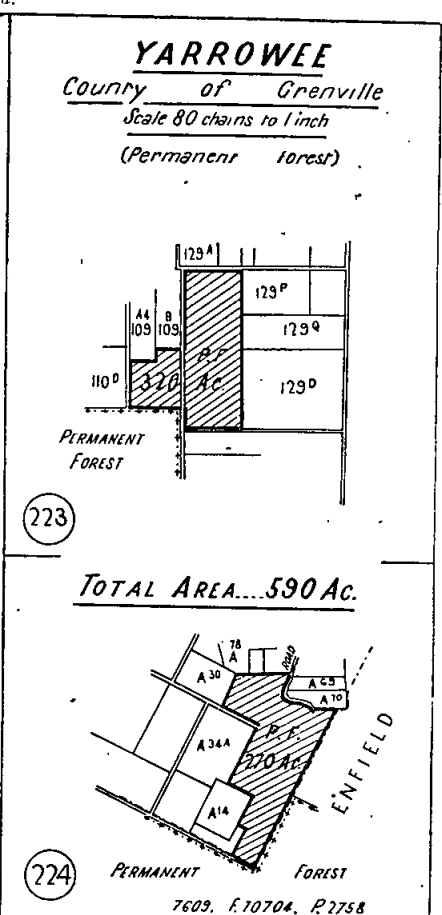 YARROWEE
County of Grenville
Scale 80 chains to 1 inch
(Permanent Forest)
129A
129P
A4
109
B
109
129Q
P.F.
110D
320 Ac.
129D
PERMANENT
FOREST
223
TOTAL AREA....590 Ac.
78
A
ROAD
A30
A69
A70
P.F.
A34A
270 Ac.
ENFIELD
A14
224
PERMANENT FOREST
7609. F.10704. P.2758